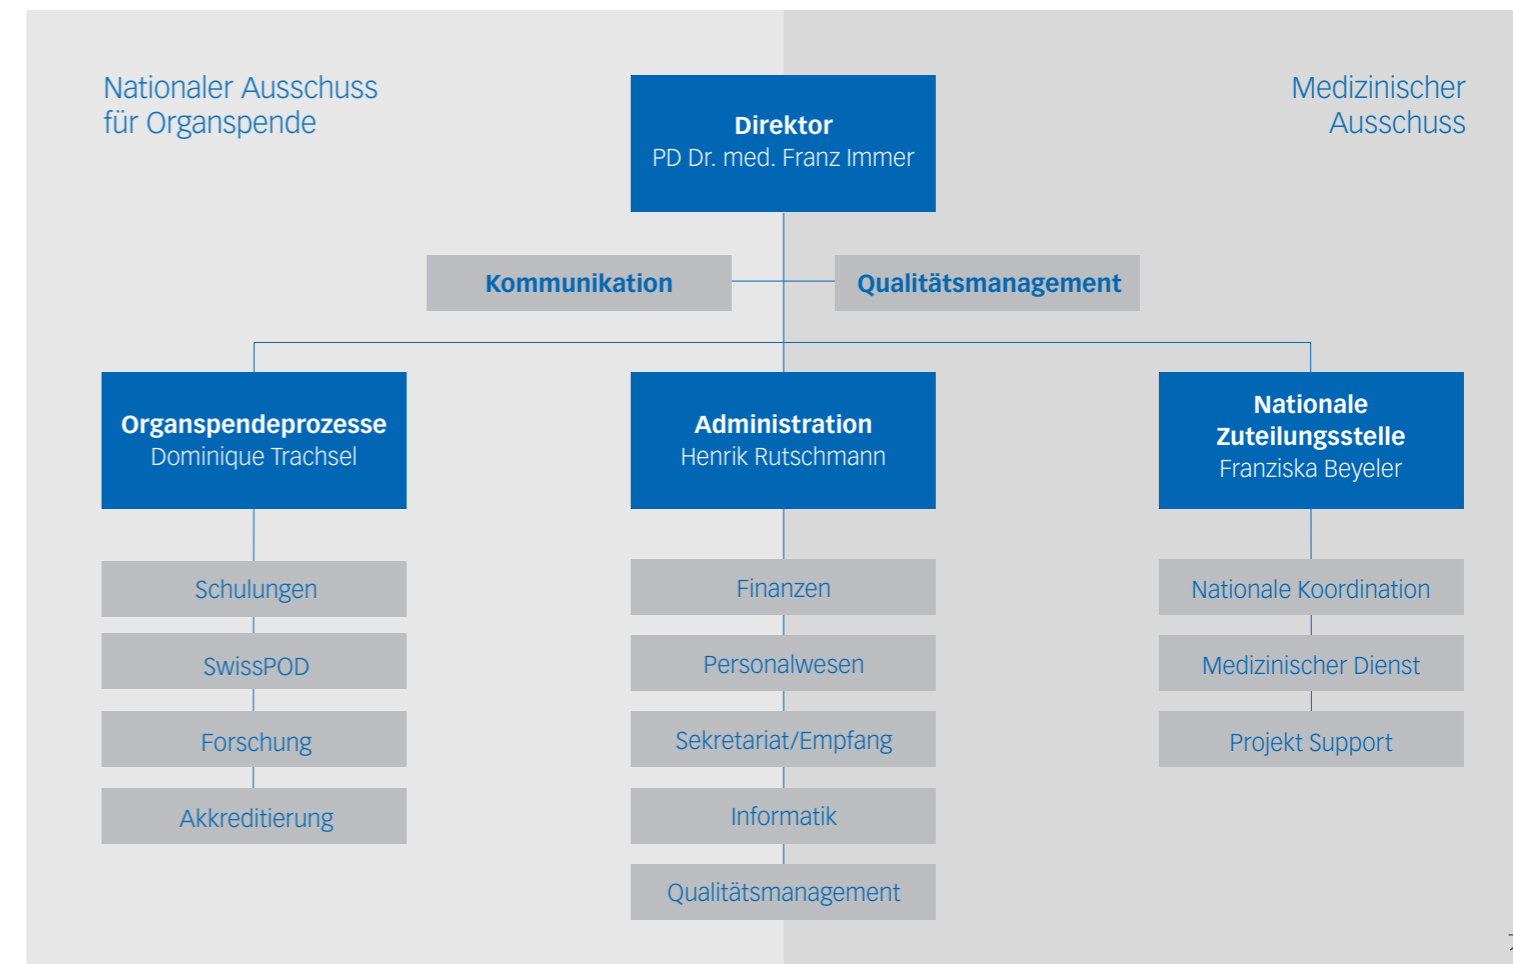 Nationaler Ausschuss
für Organspende
Medizinischer
Ausschuss
Direktor
PD Dr. med. Franz Immer
Kommunikation
Qualitätsmanagement
Organspendeprozesse
Dominique Trachsel
Schulungen
SwissPOD
Forschung
Akkreditierung
Administration
Henrik Rutschmann
Finanzen
Personalwesen
Sekretariat/Empfang
Informatik
Qualitätsmanagement
Nationale
Zuteilungsstelle
Franziska Beyeler
Nationale Koordination
Medizinischer Dienst
Projekt Support